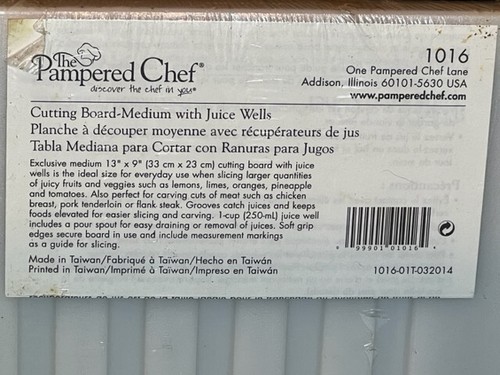 The
Pampered Chef®
discover the chef in you®
1016
One Pampered Chef Lane
Addison, Illinois 60101-5630 USA
www.pamperedchef.com
Cutting Board-Medium with Juice Wells
Planche à découper moyenne avec récupérateurs de jus
Tabla Mediana para Cortar con Ranuras para Jugos
Exclusive medium 13" x 9" (33 cm x 23 cm) cutting board with juice
wells is the ideal size for everyday use when slicing larger quantities
of juicy fruits and veggies such as lemons, limes, oranges, pineapple
and tomatoes. Also perfect for carving cuts of meat such as chicken
breast, pork tenderloin or flank steak. Grooves catch juices and keeps
foods elevated for easier slicing and carving. 1-cup (250-mL) juice well
includes a pour spout for easy draining or removal of juices. Soft grip
edges secure board in use and include measurement markings
as a guide for slicing.
"99901"01016"
Made in Taiwan/Fabriqué à Taïwan/Hecho en Taiwán
Printed in Taiwan/Imprimé à Taïwan/Impreso en Taiwán
1016-01T-032014